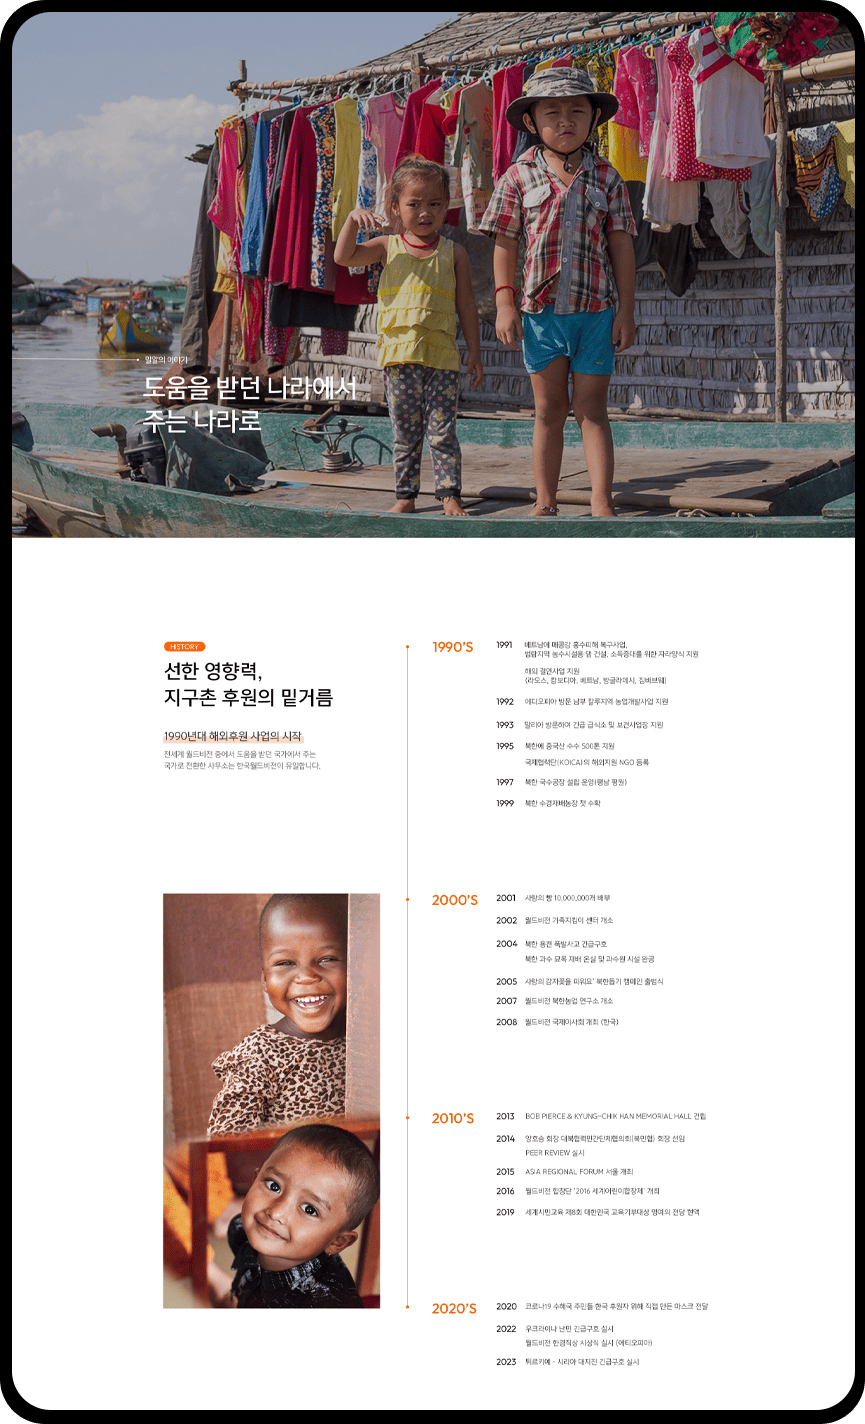 밀알의 이야기
도움을 받던 나라에서
주는 나라로
HISTORY
선한 영향력,
지구촌 후원의 밑거름
1990년대 해외후원 사업의 시작
전세계 월드비전 중에서 도움을 받던 국가에서 주는
국가로 전환한 사무소는 한국월드비전이 유일합니다.
1990'S
1991 베트남에 메콩강 홍수피해 복구사업,
범람지역 농수시설용 댐 건설, 소득증대를 위한 자라양식 지원
해외 결연사업 지원
(라오스, 캄보디아, 베트남, 방글라데시, 짐바브웨)
1992 에디오피아 방문 남부 칼루지역 농업개발사업 지원
1993 말리아 방문하여 긴급 급식소 및 보건사업장 지원
1995 북한에 중국산 수수 500톤 지원
국제협력단(KOICA)의 해외지원 NGO 등록
1997 북한 국수공장 설립 운영(평남 평원)
1999 북한 수경재배농장 첫 수확
2000'S
2001 사랑의 빵 10,000,000개 배부
2002 월드비전 가족지킴이 센터 개소
2004 북한 용천 폭발사고 긴급구호
북한 과수 묘목 재배 온실 및 과수원 시설 완공
2005 사랑의 감자꽃을 피워요' 북한돕기 캠페인 출범식
2007 월드비전 북한농업 연구소 개소
2008 월드비전 국제이사회 개최 (한국)
2010'S
2013 BOB PIERCE & KYUNG-CHIK HAN MEMORIAL HALL 건립
2014 양호승 회장 대북협력민간단체협의회(북민협) 회장 선임
PEER REVIEW 실시
2015 ASIA REGIONAL FORUM 서울 개최
2016 월드비전 합창단 '2016 세계어린이합창제' 개최
2019 세계시민교육 제8회 대한민국 교육기부대상 명예의 전당 헌액
2020'S
2020 코로나19 수혜국 주민들 한국 후원자 위해 직접 만든 마스크 전달
2022 우크라이나 난민 긴급구호 실시
월드비전 한경직상 시상식 실시 (에티오피아)
2023 튀르키예 - 시리아 대지진 긴급구호 실시